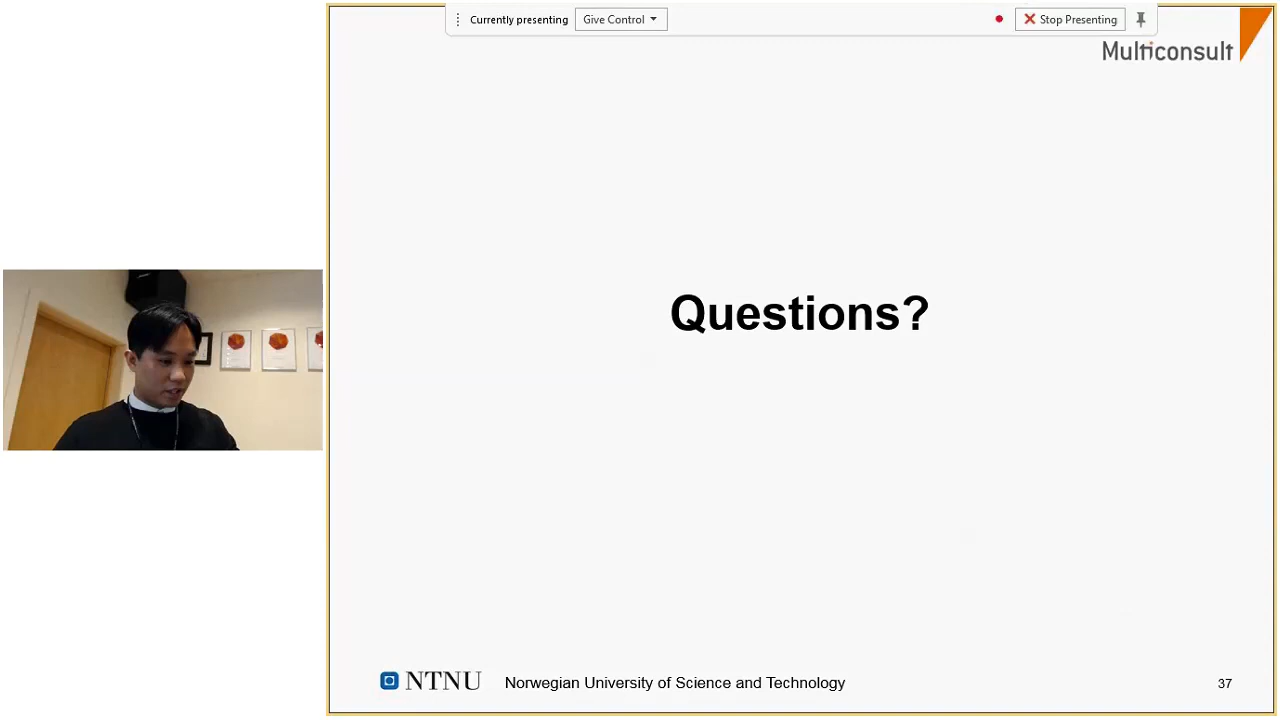 Currently presenting
Give Control
Stop Presenting
Multiconsult
Questions?
NTNU
Norwegian University of Science and Technology
37